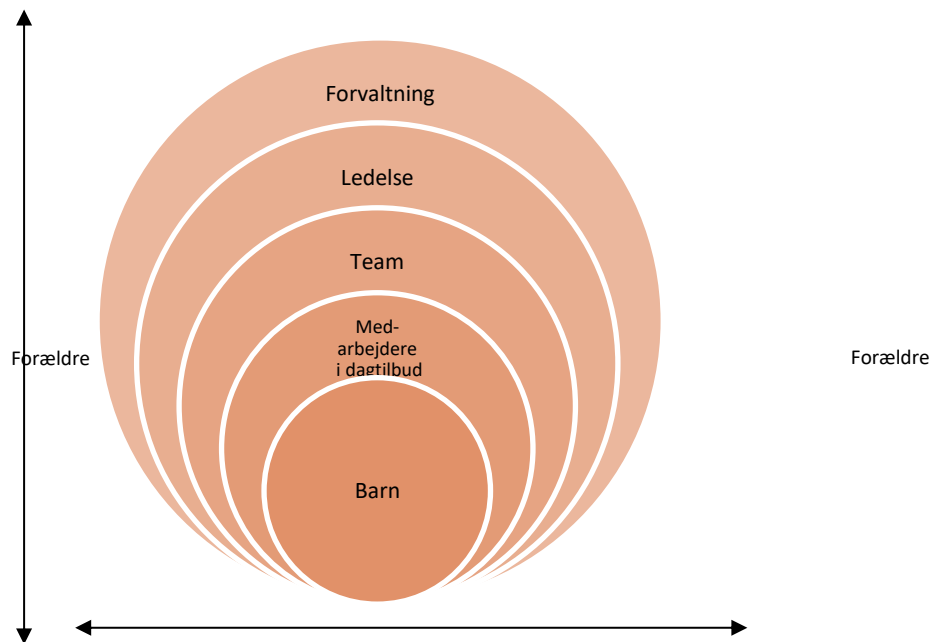 Forvaltning
Ledelse
Team
Med-
arbejdere
i dagtilbud
Forældre
Forældre
Barn